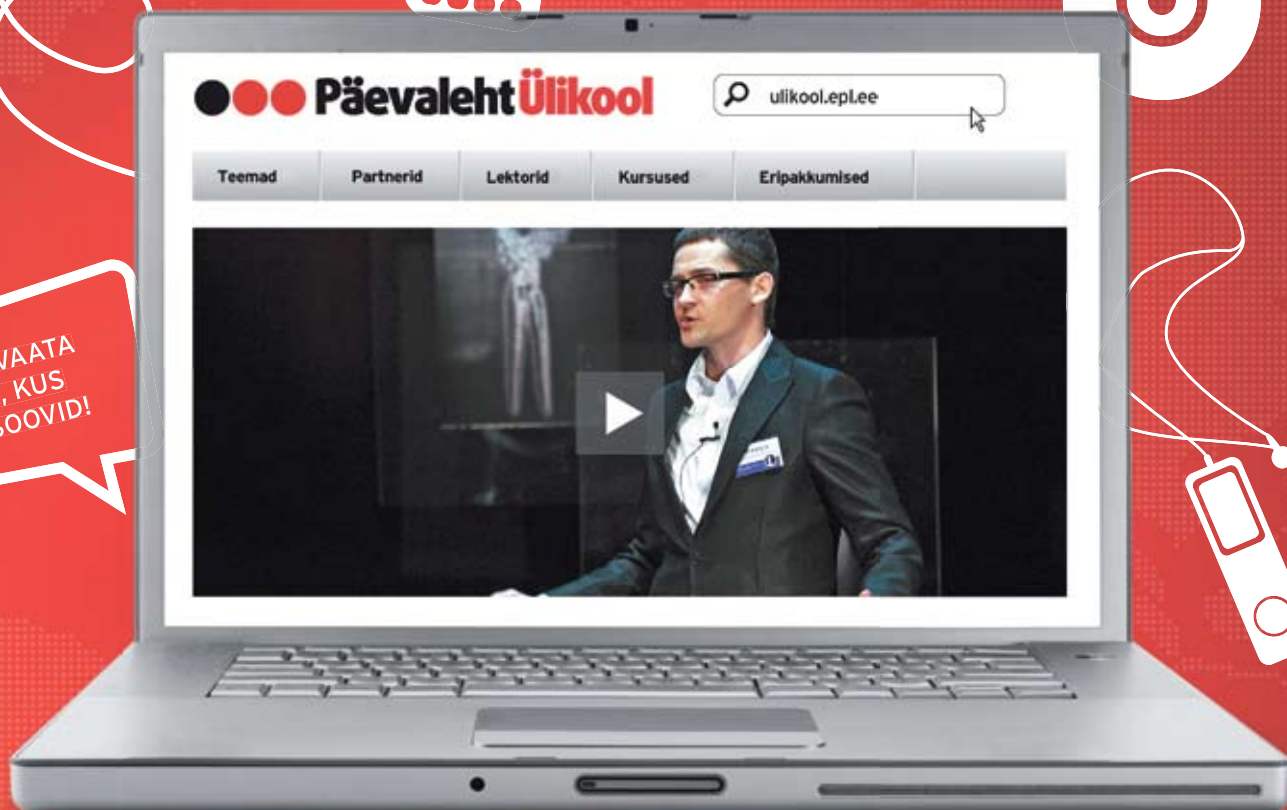 Päevaleht Ülikool
ulikool.epl.ee
Teemad Partnerid Lektorid Kursused Eripakkumised
VAATA
, KUS
SOOVID!